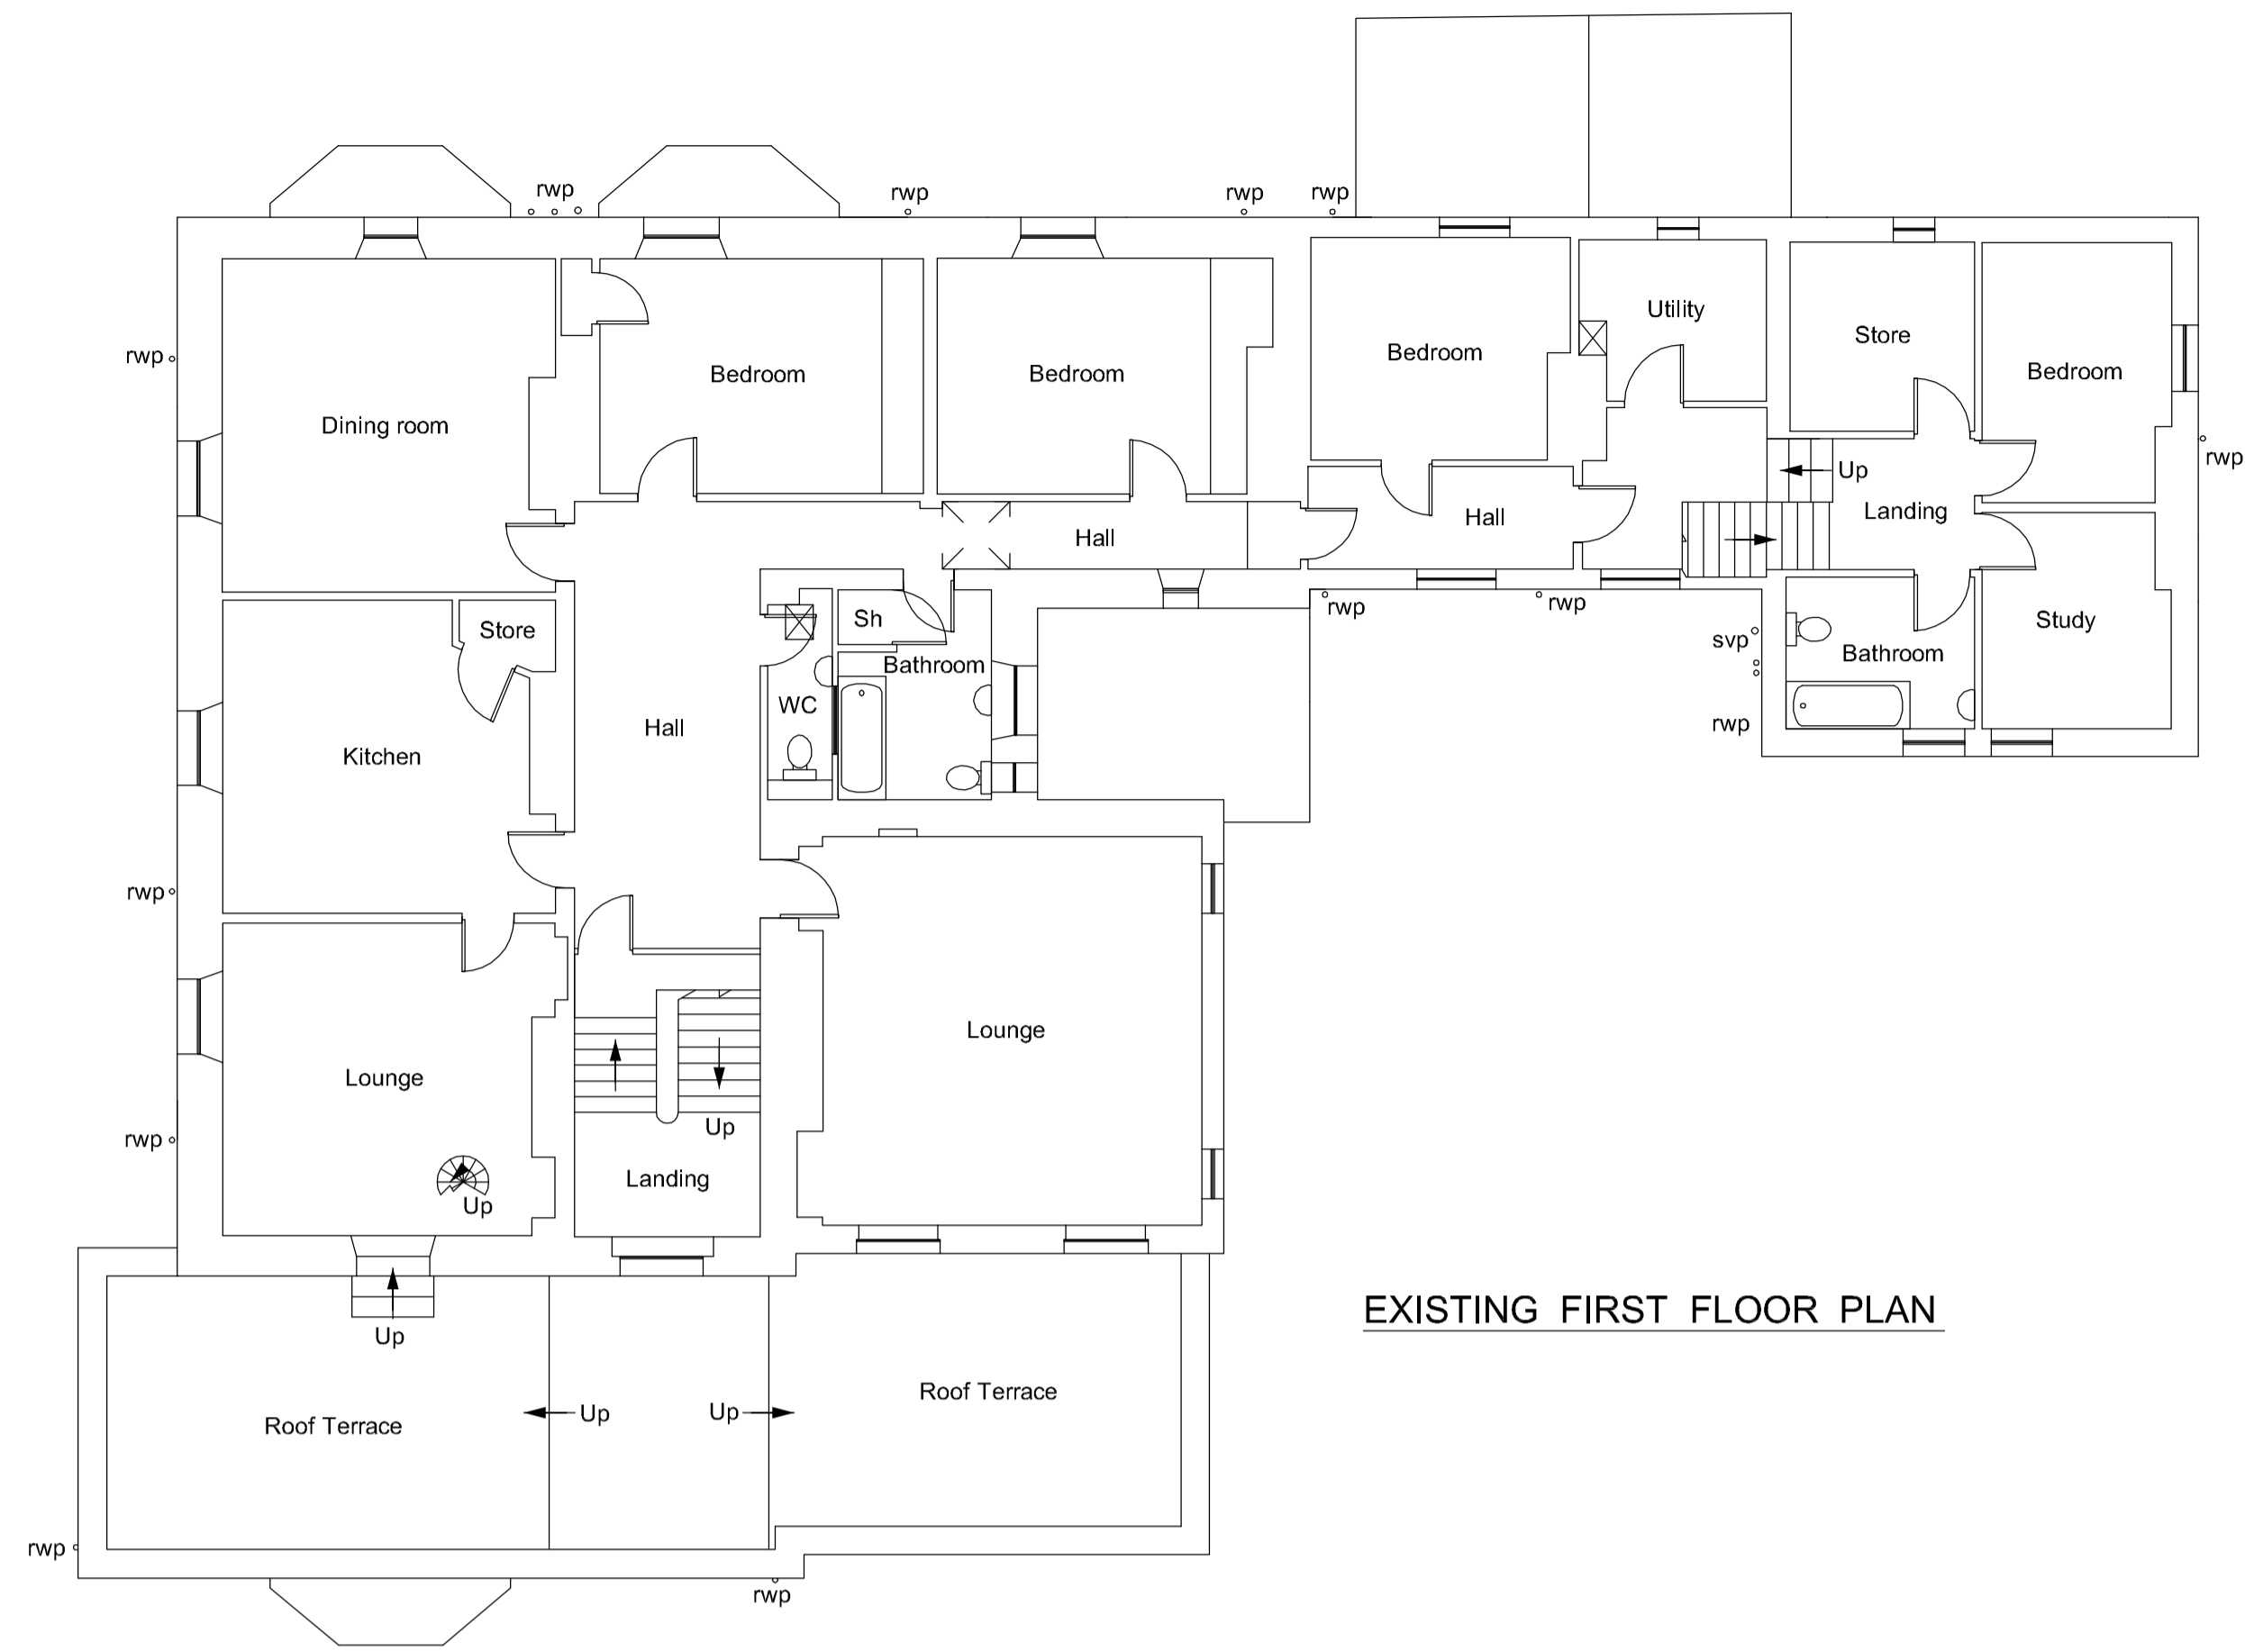 rwp
rwp
rwp
rwp
Utility
Store
Bedroom
rwp
Bedroom
Bedroom
Bedroom
Dining room
rwp
Up
Landing
Hall
Hall
rwp
rwp
Store
Sh
Study
svp
Bathroom
Bathroom
WC
rwp
Hall
Kitchen
rwp
Lounge
Lounge
Up
rwp
Landing
Up
EXISTING FIRST FLOOR PLAN
Up
Roof Terrace
Up
Up
Roof Terrace
rwp
rwp